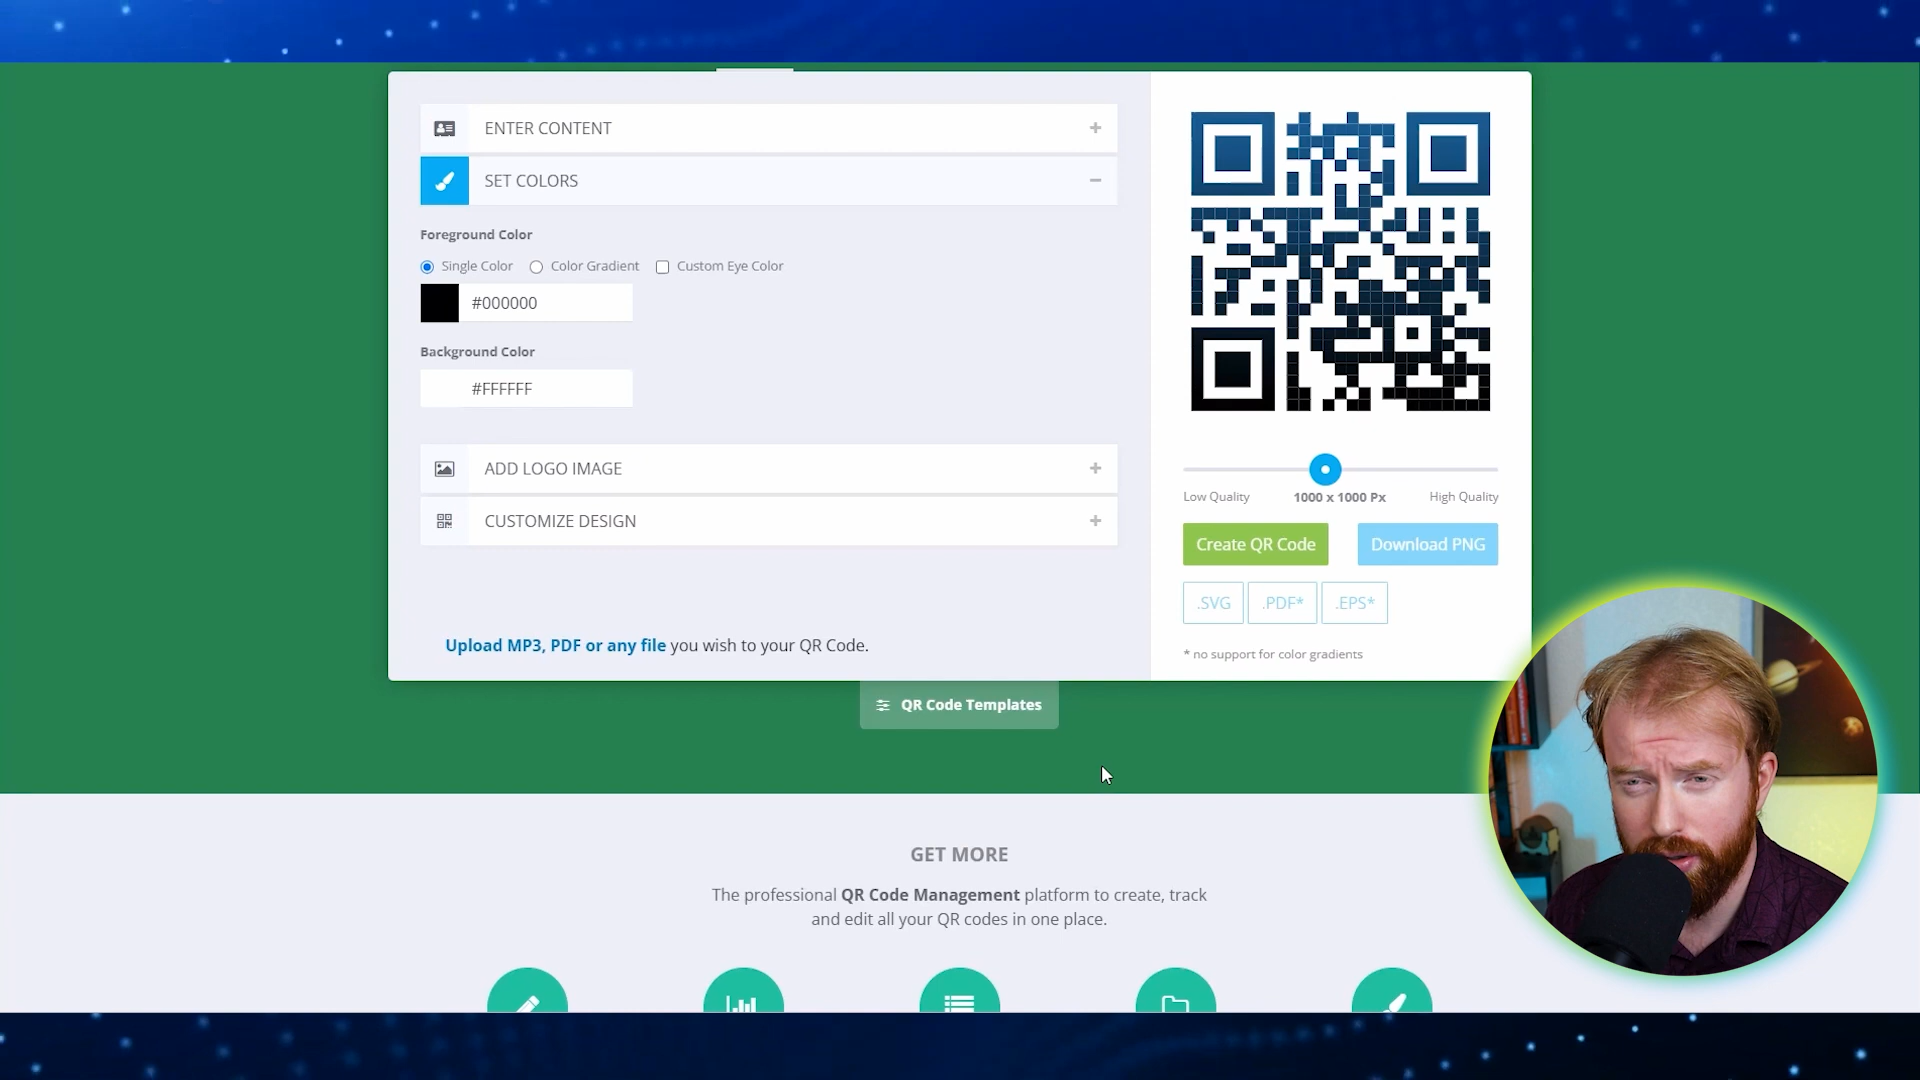 ENTER CONTENT
SET COLORS
Foreground Color
Single Color Color Gradient Custom Eye Color
#000000
Background Color
#FFFFFF
ADD LOGO IMAGE
CUSTOMIZE DESIGN
Upload MP3, PDF or any file you wish to your QR Code.
Low Quality 1000 x 1000 Px High Quality
Create QR Code Download PNG
.SVG .PDF* .EPS*
* no support for color gradients
QR Code Templates
GET MORE
The professional QR Code Management platform to create, track
and edit all your QR codes in one place.